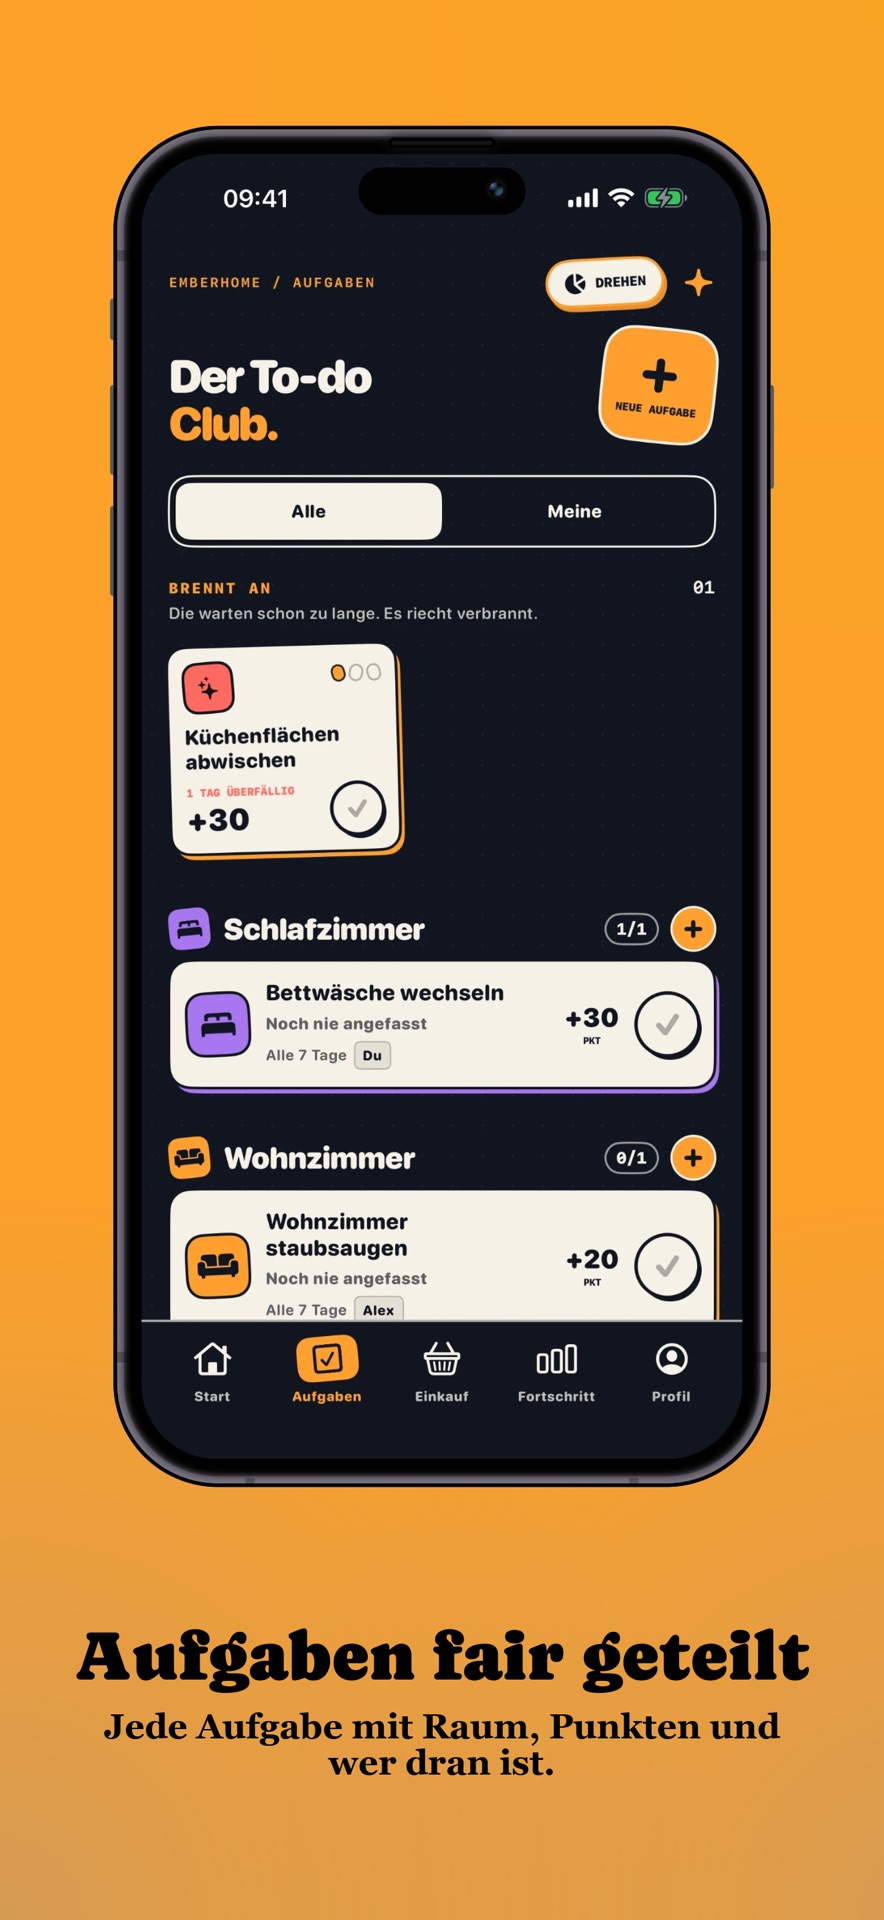 09:41
EMBERHOME / AUFGABEN
DREHEN
Der To-do
Club.
NEUE AUFGABE
Alle
Meine
BRENNT AN
01
Die warten schon zu lange. Es riecht verbrannt.
Küchenflächen
abwischen
1 TAG ÜBERFÄLLIG
+30
Schlafzimmer
1/1
Bettwäsche wechseln
Noch nie angefasst
Alle 7 Tage
Du
+30
PKT
Wohnzimmer
0/1
Wohnzimmer
staubsaugen
Noch nie angefasst
Alle 7 Tage
Alex
+20
PKT
Start
Aufgaben
Einkauf
Fortschritt
Profil
Aufgaben fair geteilt
Jede Aufgabe mit Raum, Punkten und
wer dran ist.